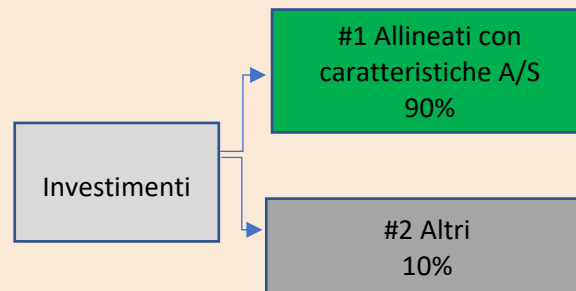 #1 Allineati con
caratteristiche A/S
90%
Investimenti
#2 Altri
10%